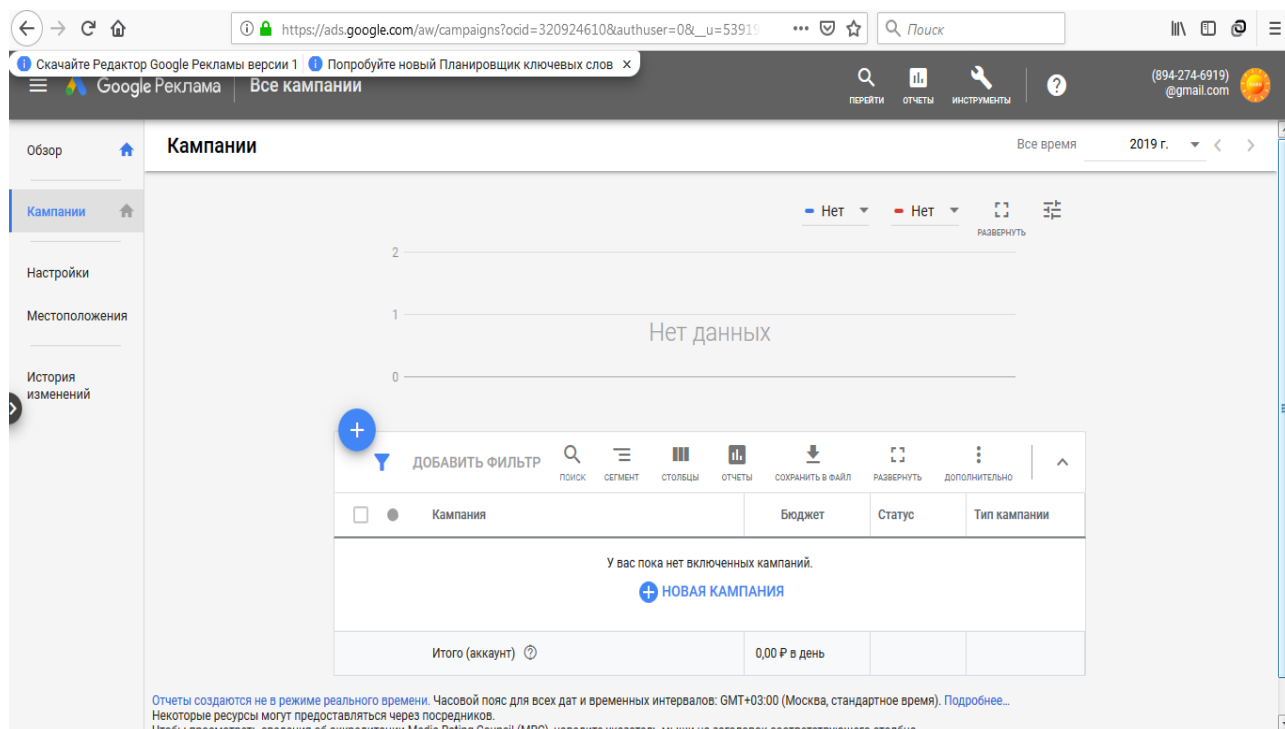 https://ads.google.com/aw/campaigns?ocid=320924610&authuser=0&__u=53919
Поиск
Скачайте Редактор Google Рекламы версии 1 Попробуйте новый Планировщик ключевых слов ×
Google Реклама Все кампании
ПЕРЕЙТИ ОТЧЕТЫ ИНСТРУМЕНТЫ ?
(894-274-6919)
@gmail.com
Обзор
Кампании
Все время 2019 г.
Кампании
Нет Нет
РАЗВЕРНУТЬ
Настройки
Местоположения
История
изменений
2
1
0
Нет данных
ДОБАВИТЬ ФИЛЬТР
ПОИСК СЕГМЕНТ СТОЛБЦЫ ОТЧЕТЫ СОХРАНИТЬ В ФАЙЛ РАЗВЕРНУТЬ ДОПОЛНИТЕЛЬНО
Кампания Бюджет Статус Тип кампании
У вас пока нет включенных кампаний.
НОВАЯ КАМПАНИЯ
Итого (аккаунт) ? 0,00 ₽ в день
Отчеты создаются не в режиме реального времени. Часовой пояс для всех дат и временных интервалов: GMT+03:00 (Москва, стандартное время). Подробнее...
Некоторые ресурсы могут предоставляться через посредников.